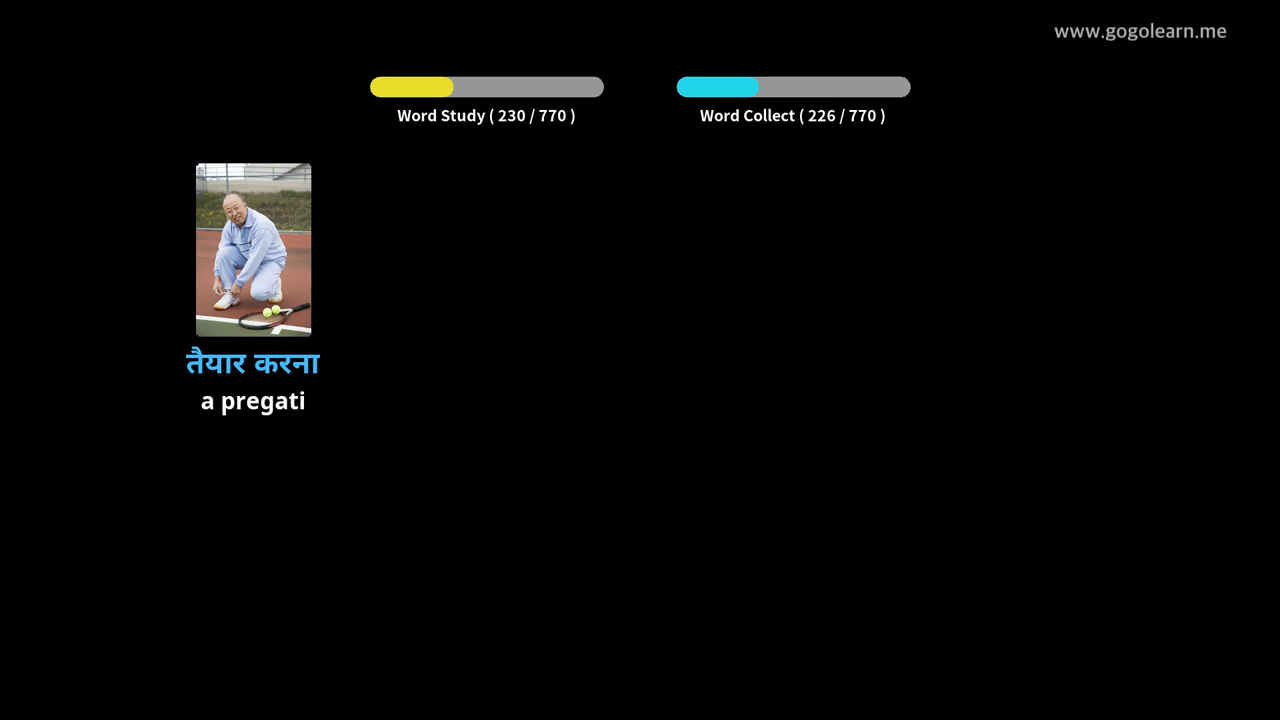 www.gogolearn.me
Word Study ( 230 / 770 )
Word Collect ( 226 / 770 )
तैयार करना
a pregati